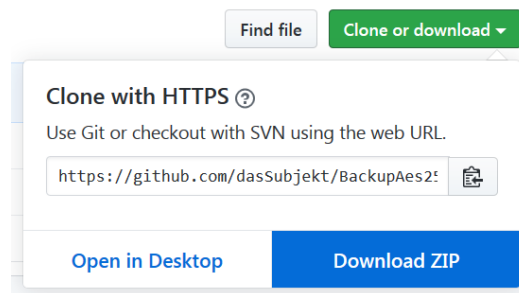 Find file
Clone or download
Clone with HTTPS
Use Git or checkout with SVN using the web URL.
https://github.com/dasSubjekt/BackupAes25
Open in Desktop
Download ZIP